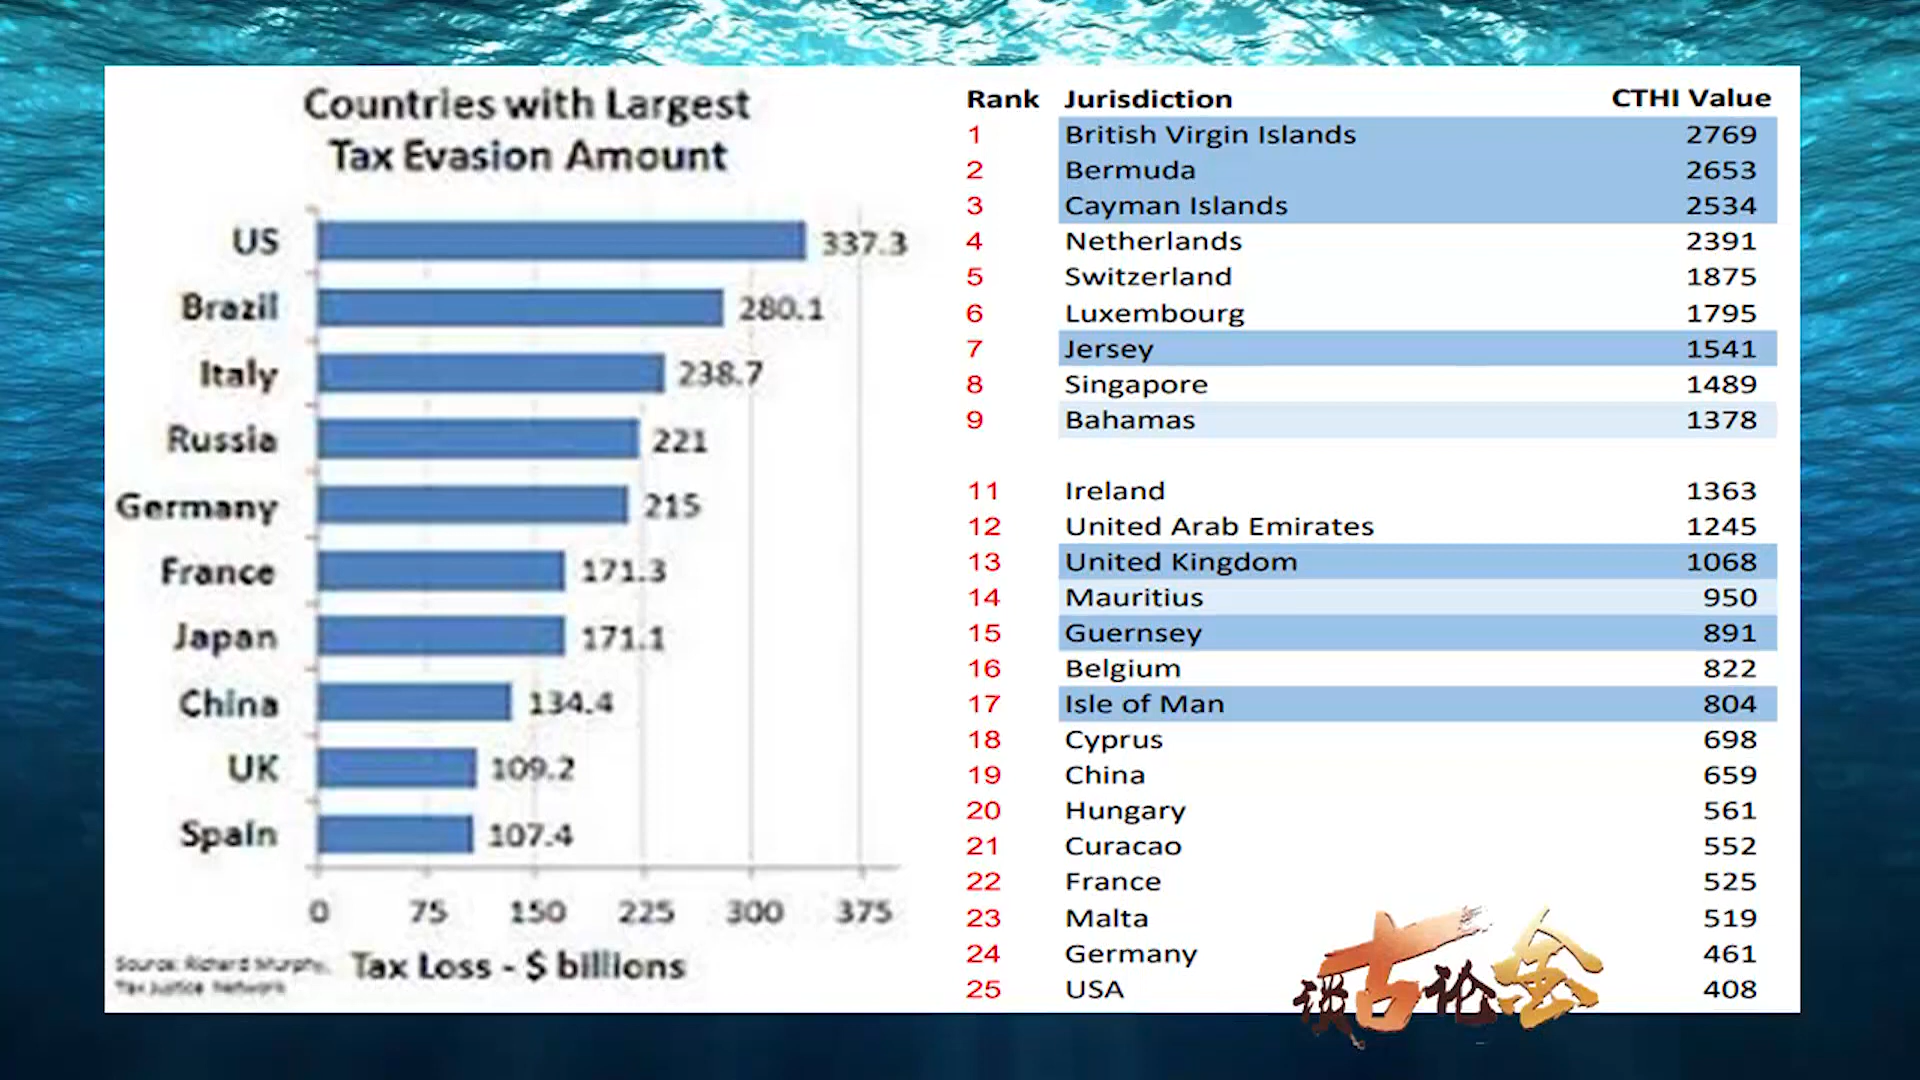 Countries with Largest
Tax Evasion Amount
US 337.3
Brazil 280.1
Italy 238.7
Russia 221
Germany 215
France 171.3
Japan 171.1
China 134.4
UK 109.2
Spain 107.4
0 75 150 225 300 375
Tax Loss - $ billions
Source: Richard Murphy,
Tax Justice Network
Rank Jurisdiction CTHI Value
1 British Virgin Islands 2769
2 Bermuda 2653
3 Cayman Islands 2534
4 Netherlands 2391
5 Switzerland 1875
6 Luxembourg 1795
7 Jersey 1541
8 Singapore 1489
9 Bahamas 1378
11 Ireland 1363
12 United Arab Emirates 1245
13 United Kingdom 1068
14 Mauritius 950
15 Guernsey 891
16 Belgium 822
17 Isle of Man 804
18 Cyprus 698
19 China 659
20 Hungary 561
21 Curacao 552
22 France 525
23 Malta 519
24 Germany 461
25 USA 408
谈古论金